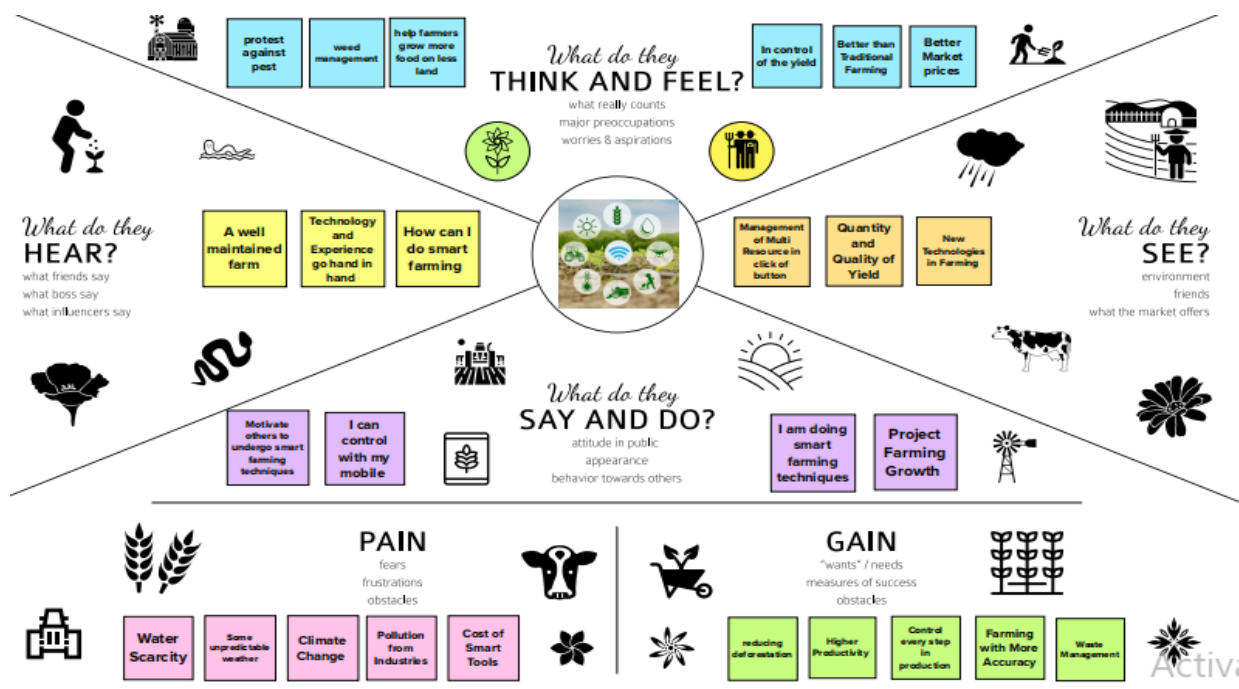 protest
against
pest
weed
management
help farmers
grow more
food on less
land
What do they
THINK AND FEEL?
what really counts
major preoccupations
worries & aspirations
In control
of the yield
Better than
Traditional
Farming
Better
Market
prices
What do they
HEAR?
what friends say
what boss say
what influencers say
A well
maintained
farm
Technology
and
Experience
go hand in
hand
How can I
do smart
farming
Management
of Multi
Resource in
click of
button
Quantity
and
Quality of
Yield
New
Technologies
in Farming
What do they
SEE?
environment
friends
what the market offers
Motivate
others to
undergo smart
farming
techniques
I can
control
with my
mobile
What do they
SAY AND DO?
attitude in public
appearance
behavior towards others
I am doing
smart
farming
techniques
Project
Farming
Growth
PAIN
fears
frustrations
obstacles
Water
Scarcity
Some
unpredictable
weather
Climate
Change
Pollution
from
Industries
Cost of
Smart
Tools
GAIN
"wants" / needs
measures of success
obstacles
reducing
deforestation
Higher
Productivity
Control
every step
in
production
Farming
with More
Accuracy
Waste
Management
Activa